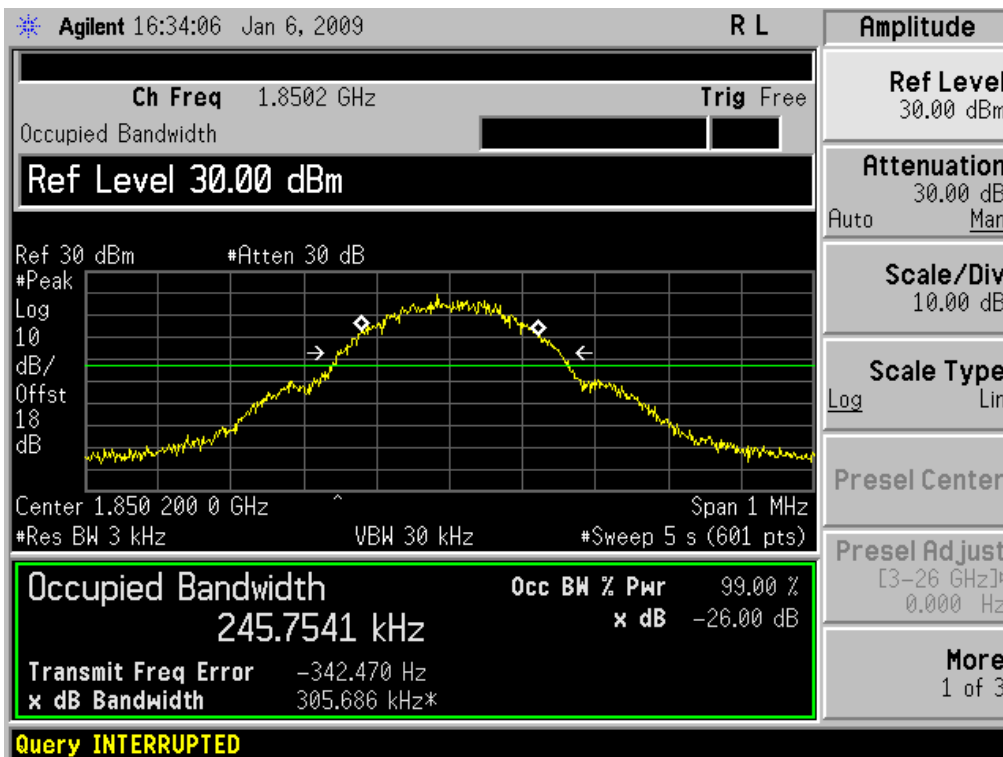 Agilent 16:34:06 Jan 6, 2009 R L
Ch Freq 1.8502 GHz Trig Free
Occupied Bandwidth
Ref Level 30.00 dBm
Ref 30 dBm #Atten 30 dB
#Peak
Log
10
dB/
Offst
18
dB
Center 1.850 200 0 GHz Span 1 MHz
#Res BW 3 kHz VBW 30 kHz #Sweep 5 s (601 pts)
Occupied Bandwidth
245.7541 kHz
Occ BW % Pwr 99.00 %
x dB -26.00 dB
Transmit Freq Error -342.470 Hz
x dB Bandwidth 305.686 kHz*
Query INTERRUPTED
Amplitude
Ref Level
30.00 dBm
Attenuation
30.00 dB
Auto Man
Scale/Div
10.00 dB
Scale Type
Log Lin
Presel Center
Presel Adjust
[3-26 GHz]
0.000 Hz
More
1 of 3